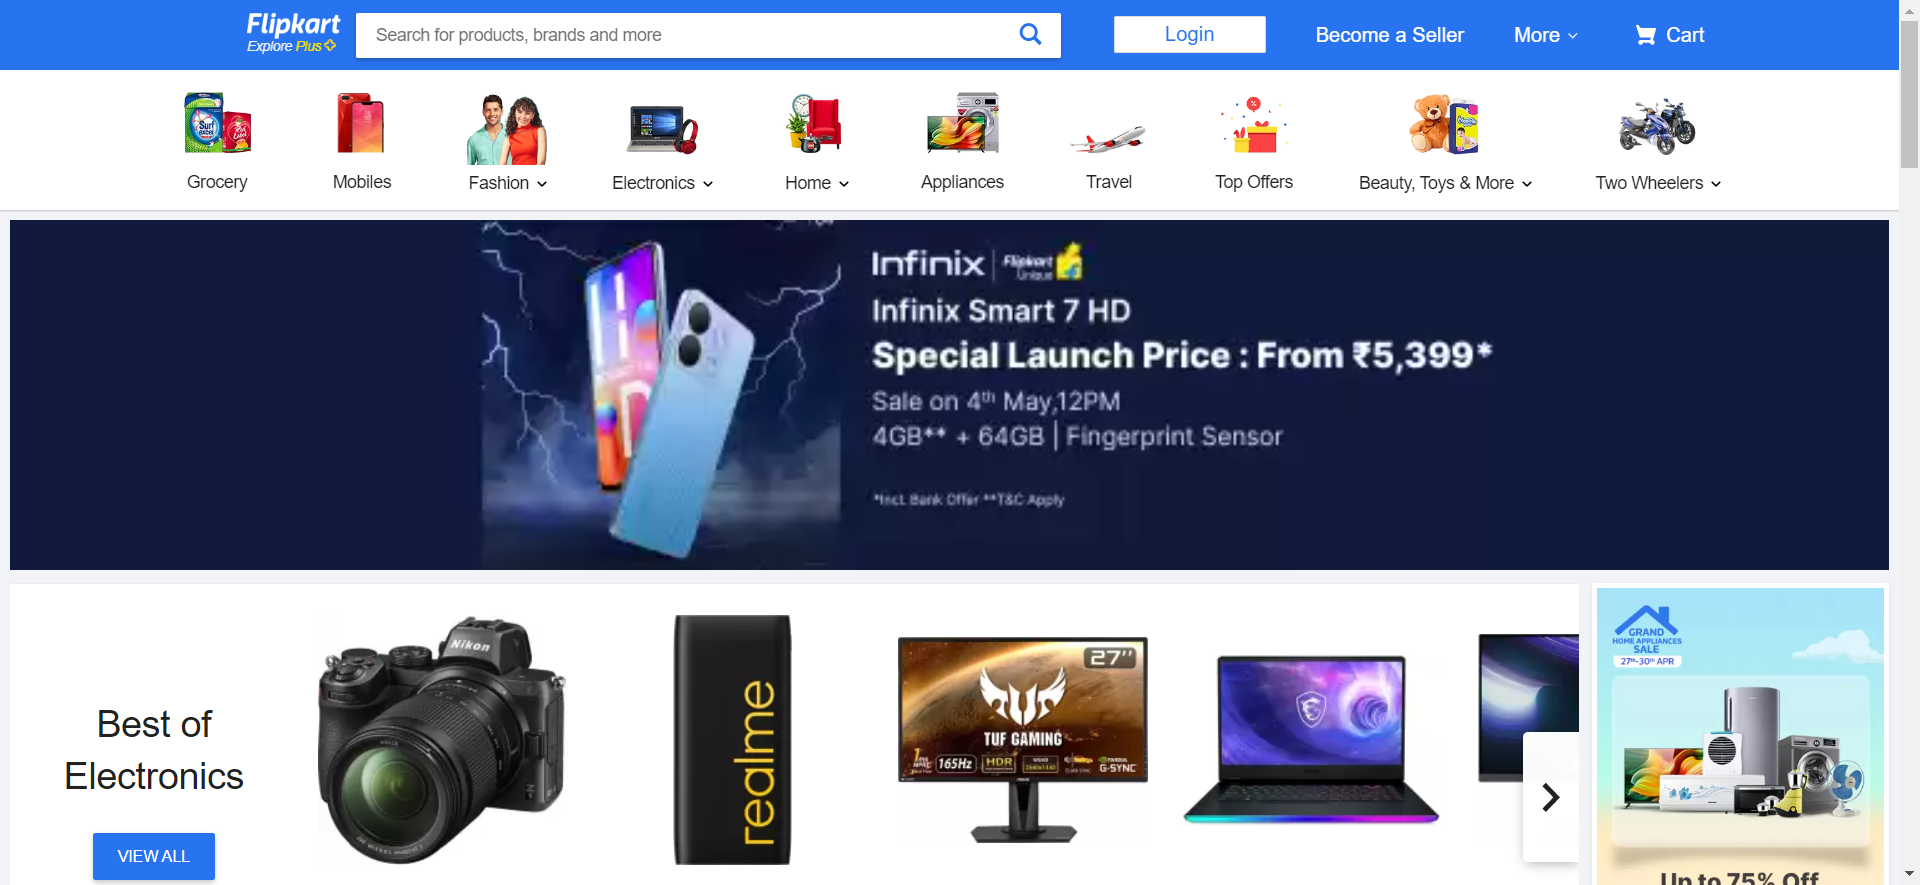 Flipkart
Explore Plus
Search for products, brands and more
Login
Become a Seller
More
Cart
Surf
excel
Grocery
Mobiles
Fashion
Electronics
Home
Appliances
Travel
Top Offers
Beauty, Toys & More
Two Wheelers
Infinix
Flipkart
Unique
Infinix Smart 7 HD
Special Launch Price : From ₹5,399*
Sale on 4th May,12PM
4GB** + 64GB | Fingerprint Sensor
*Incl. Bank Offer **T&C Apply
Best of
Electronics
VIEW ALL
Nikon
realme
27"
TUF GAMING
165Hz
HDR
G-SYNC
GRAND
HOME APPLIANCES
SALE
27th-30th APR
Up to 75% Off